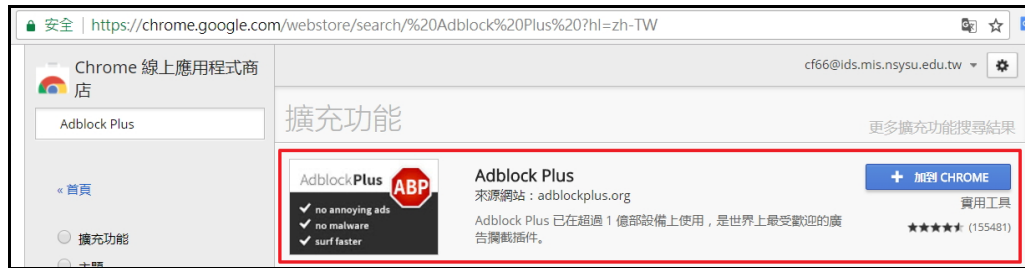 安全 | https://chrome.google.com/webstore/search/%20Adblock%20Plus%20?hl=zh-TW
Chrome 線上應用程式商店
cf66@ids.mis.nsysu.edu.tw
Adblock Plus
擴充功能
更多擴充功能搜尋結果
«首頁
擴充功能
主題
AdblockPlus
ABP
no annoying ads
no malware
surf faster
Adblock Plus
來源網站：adblockplus.org
Adblock Plus 已在超過 1 億部設備上使用，是世界上最受歡迎的廣
告攔截插件。
加到 CHROME
實用工具
(155481)